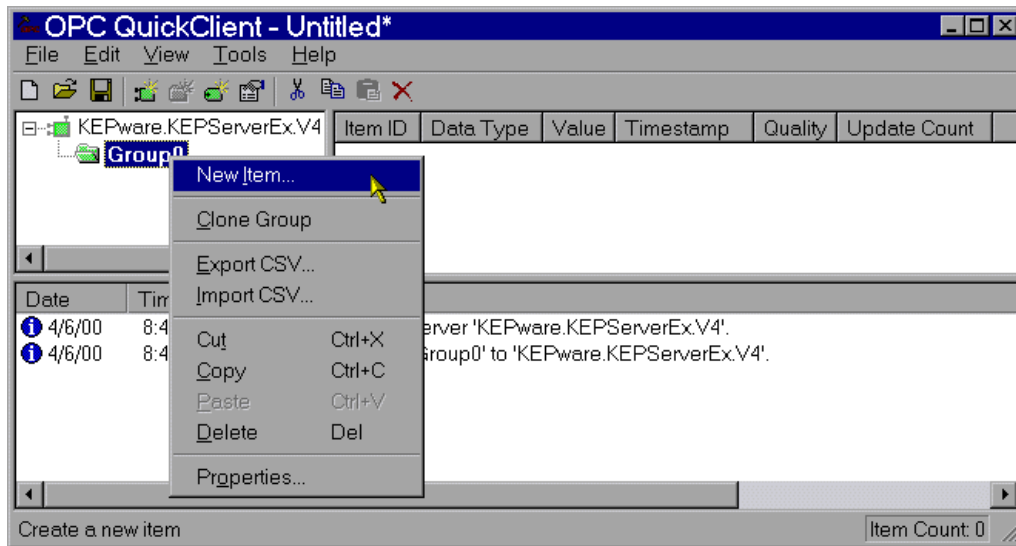 OPC QuickClient - Untitled*
File Edit View Tools Help
KEPware.KEPServerEx.V4
Item ID Data Type Value Timestamp Quality Update Count
Group0
New Item...
Clone Group
Export CSV...
Import CSV...
Cut Ctrl+X
Copy Ctrl+C
Paste Ctrl+V
Delete Del
Properties...
Date
4/6/00 8:4 erver 'KEPware.KEPServerEx.V4'.
4/6/00 8:4 Group0' to 'KEPware.KEPServerEx.V4'.
Create a new item Item Count: 0